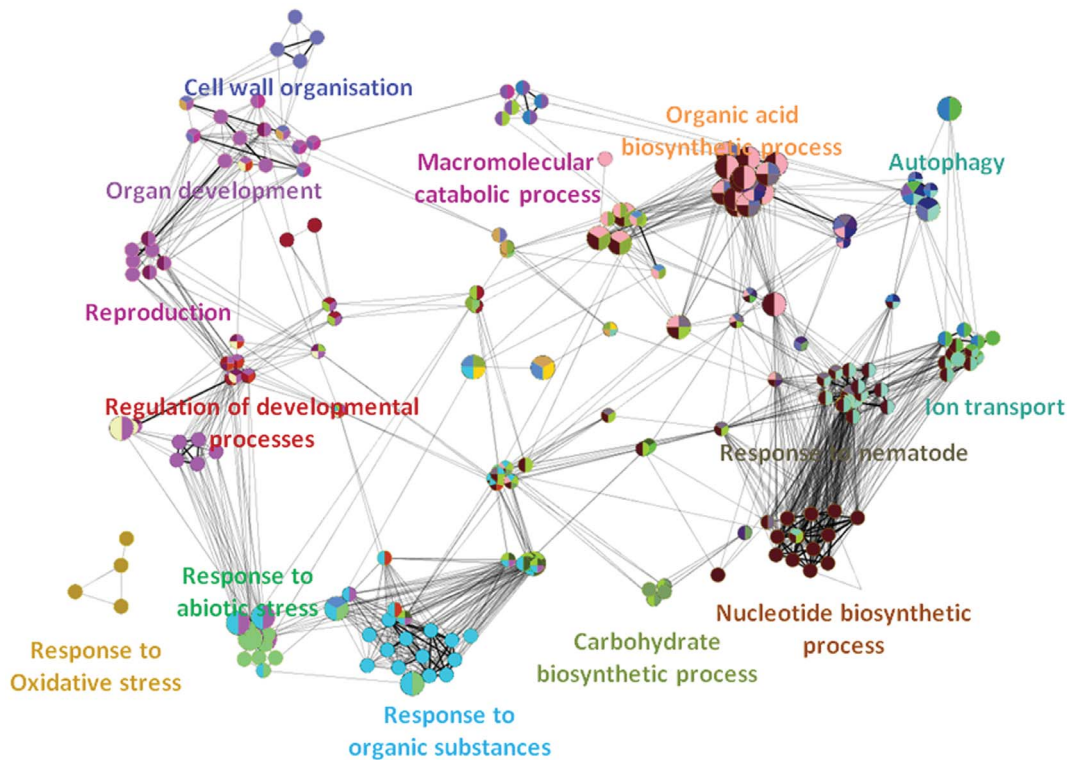 Cell wall organisation
Organic acid
biosynthetic process
Macromolecular
catabolic process
Autophagy
Organ development
Reproduction
Regulation of developmental
processes
Ion transport
Response to nematode
Response to
abiotic stress
Nucleotide biosynthetic
process
Carbohydrate
biosynthetic process
Response to
Oxidative stress
Response to
organic substances